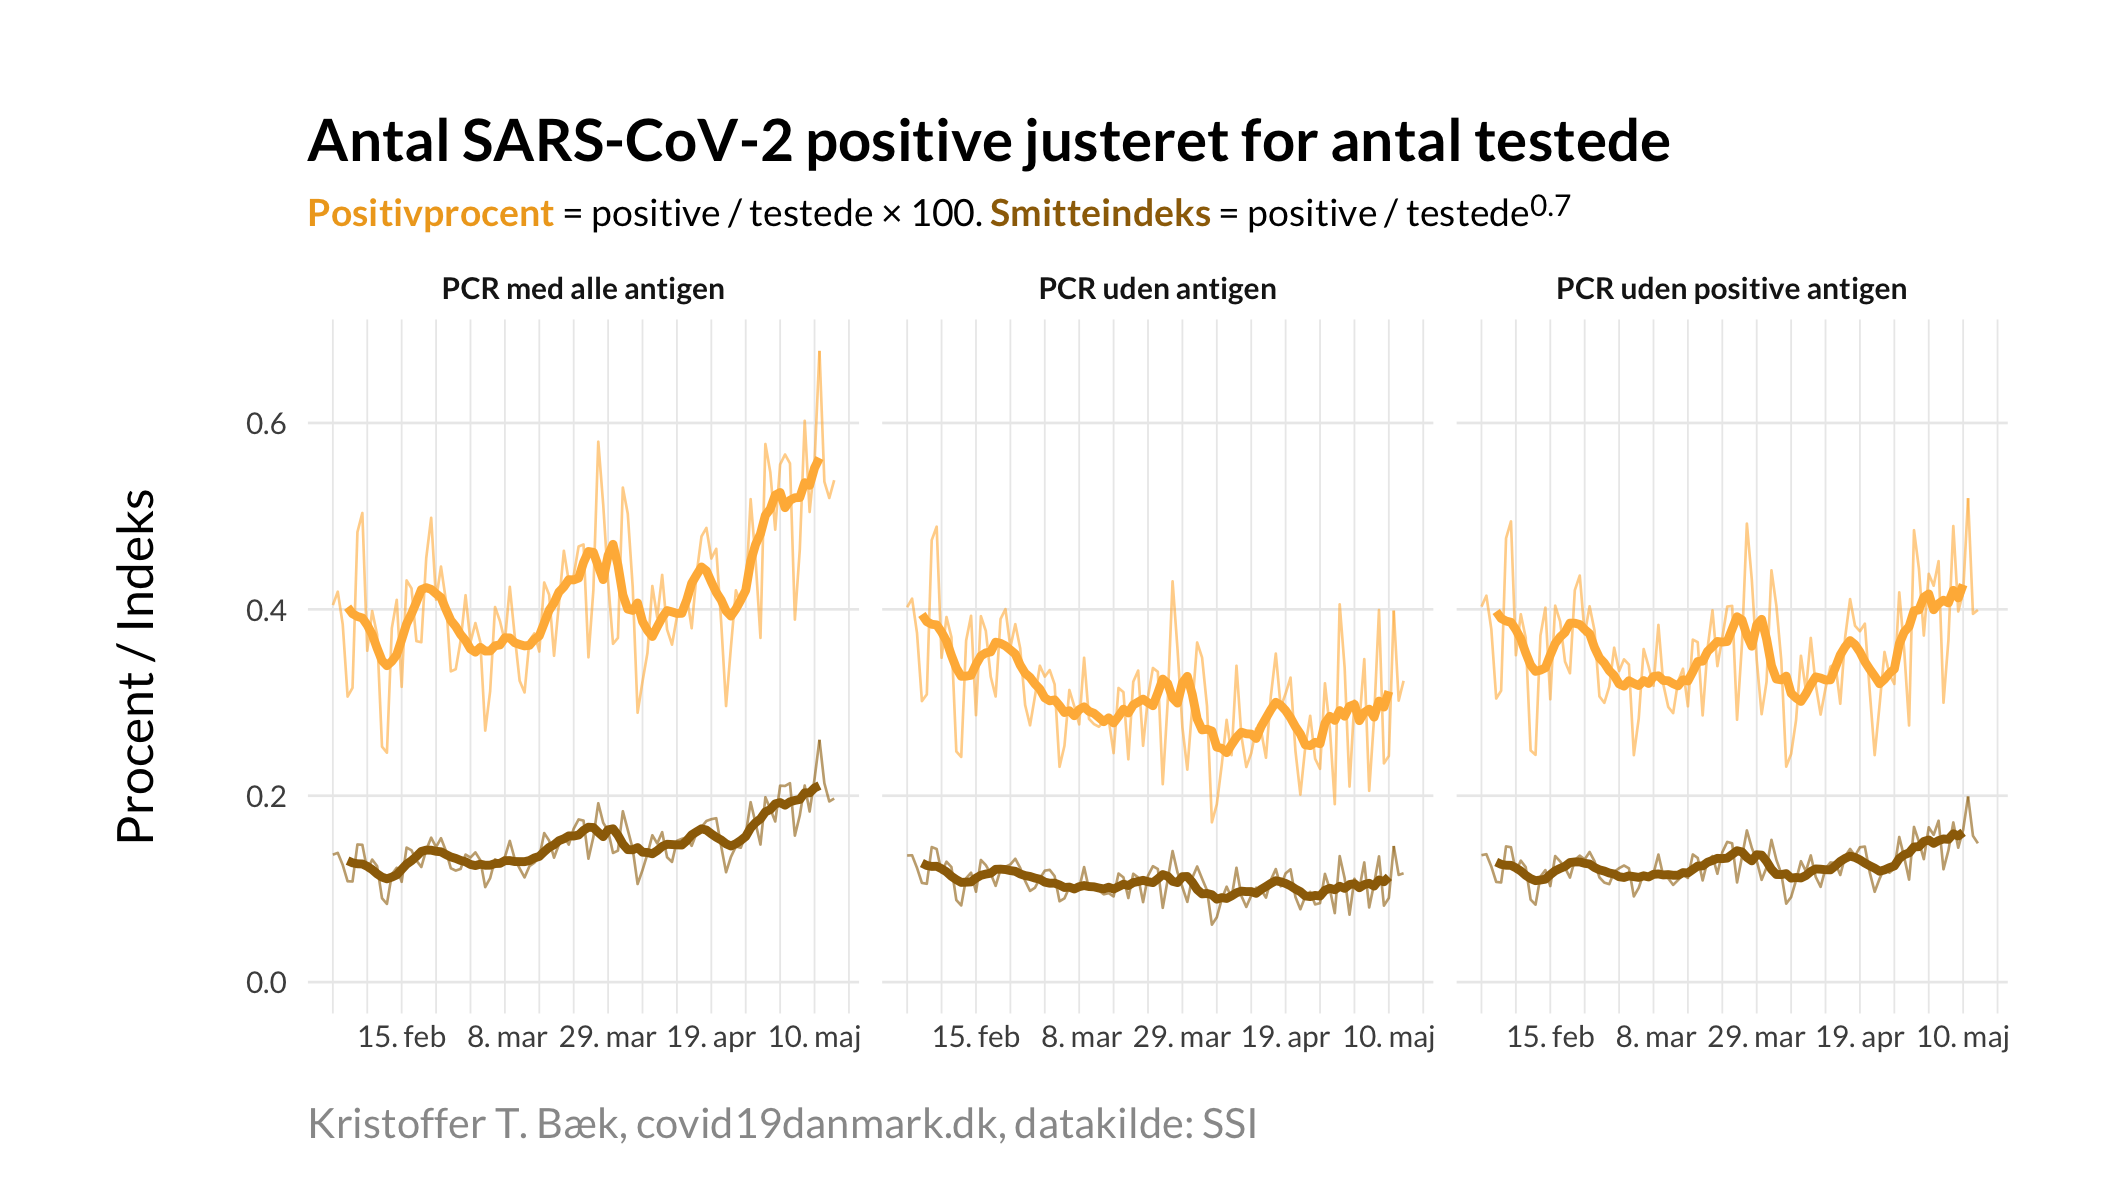 Antal SARS-CoV-2 positive justeret for antal testede
Positivprocent = positive / testede × 100. Smitteindeks = positive / testede^0.7
PCR med alle antigen
PCR uden antigen
PCR uden positive antigen
Procent / Indeks
0.6
0.4
0.2
0.0
15. feb 8. mar 29. mar 19. apr 10. maj
15. feb 8. mar 29. mar 19. apr 10. maj
15. feb 8. mar 29. mar 19. apr 10. maj
Kristoffer T. Bæk, covid19danmark.dk, datakilde: SSI